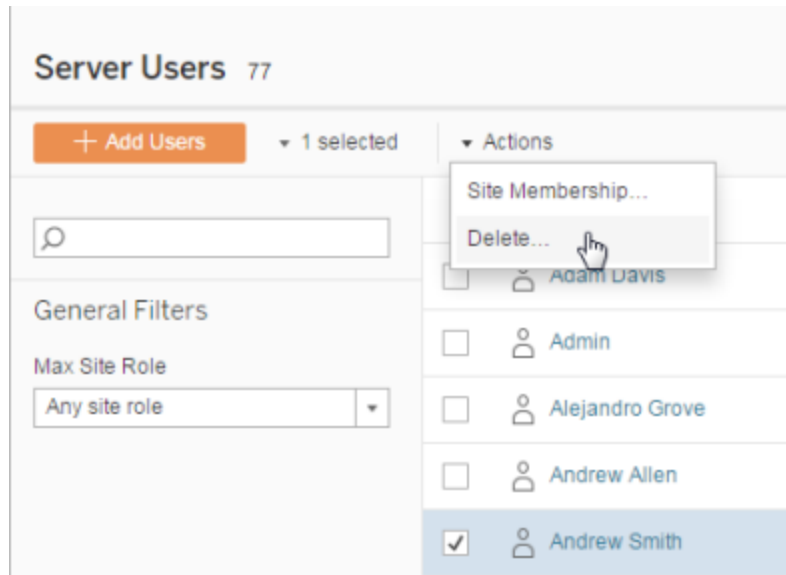 Server Users 77
+ Add Users
1 selected
Actions
Site Membership...
Delete...
General Filters
Max Site Role
Any site role
Adam Davis
Admin
Alejandro Grove
Andrew Allen
Andrew Smith